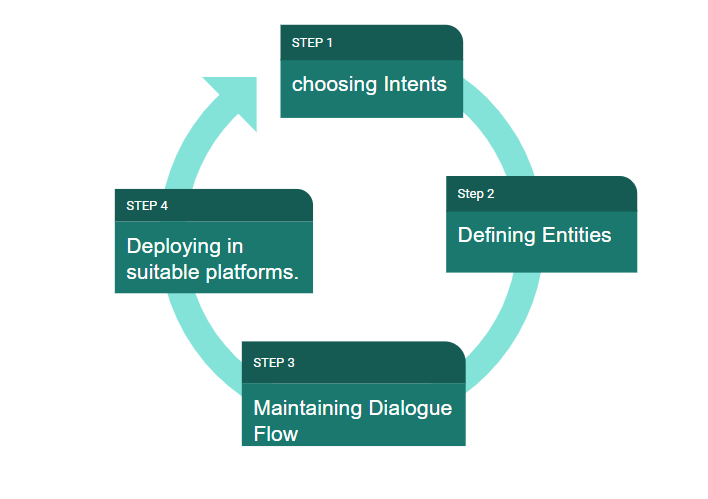 STEP 1
choosing Intents
Step 2
Defining Entities
STEP 3
Maintaining Dialogue
Flow
STEP 4
Deploying in
suitable platforms.